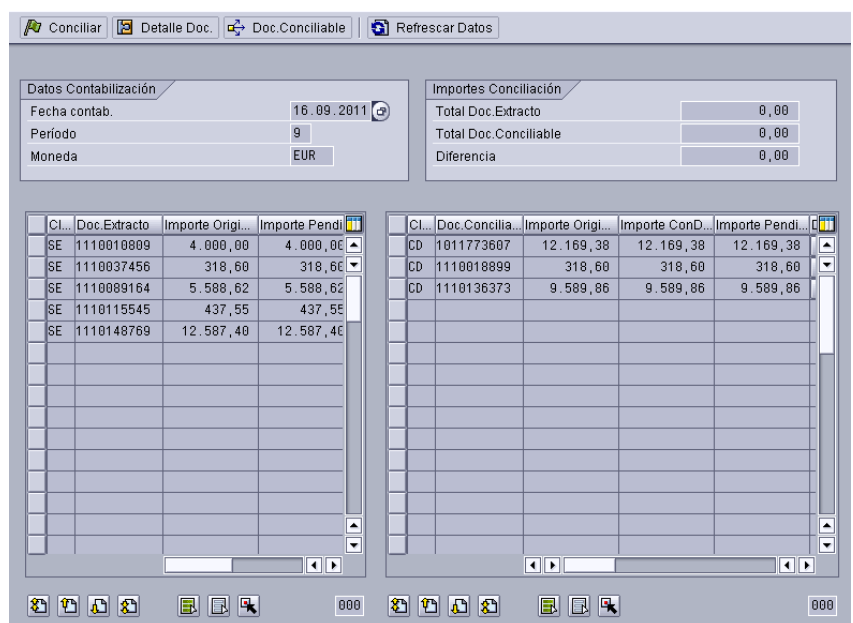 Conciliar Detalle Doc. Doc.Conciliable Refrescar Datos
Datos Contabilización
Fecha contab. 16.09.2011
Período 9
Moneda EUR
Importes Conciliación
Total Doc.Extracto 0,00
Total Doc.Conciliable 0,00
Diferencia 0,00
Cl... Doc.Extracto Importe Origi... Importe Pendi
SE 1110010809 4.000,00 4.000,00
SE 1110037456 318,60 318,60
SE 1110089164 5.588,62 5.588,62
SE 1110115545 437,55 437,55
SE 1110148769 12.587,40 12.587,40
000
Cl... Doc.Concilia... Importe Origi... Importe ConD... Importe Pendi... D
CD 1011773607 12.169,38 12.169,38 12.169,38
CD 1110018899 318,60 318,60 318,60
CD 1110136373 9.589,86 9.589,86 9.589,86
000